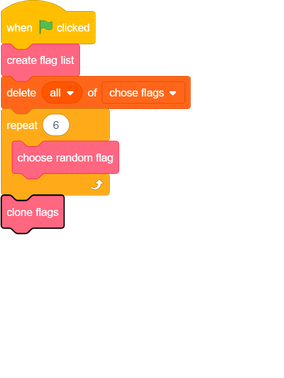 when clicked
create flag list
delete all of chose flags
repeat 6
choose random flag
clone flags